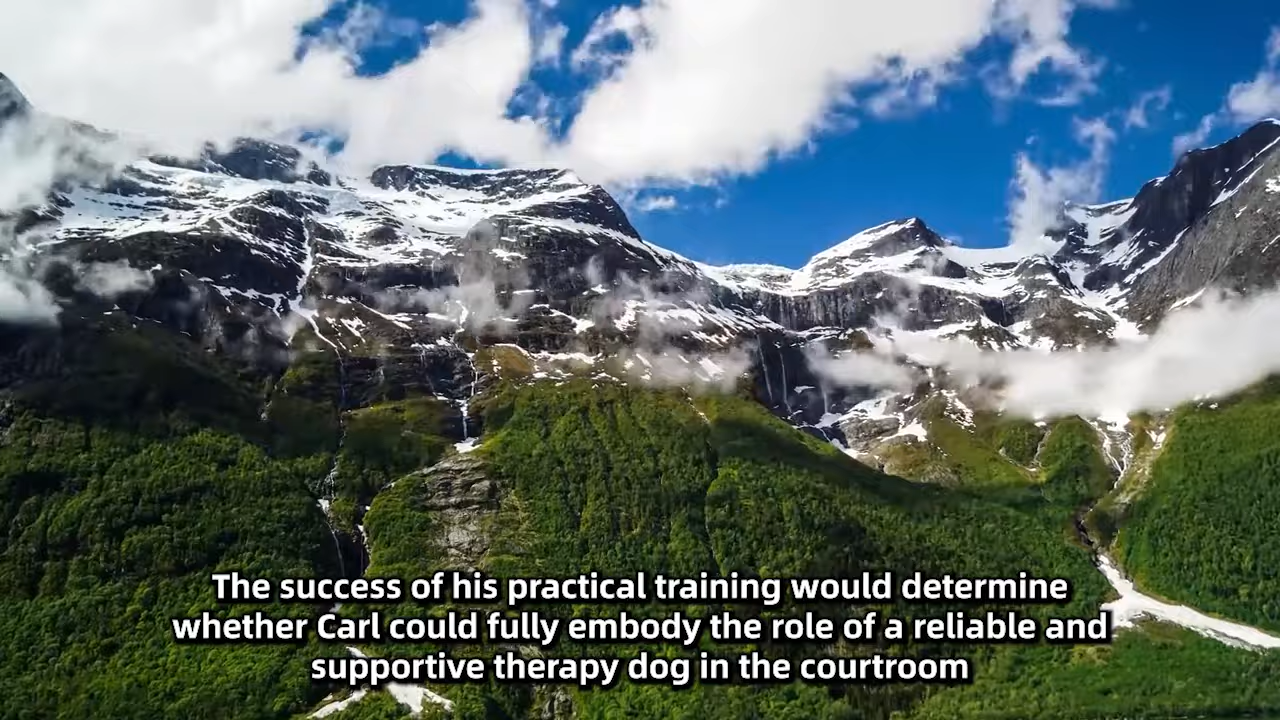 The success of his practical training would determine
whether Carl could fully embody the role of a reliable and
supportive therapy dog in the courtroom